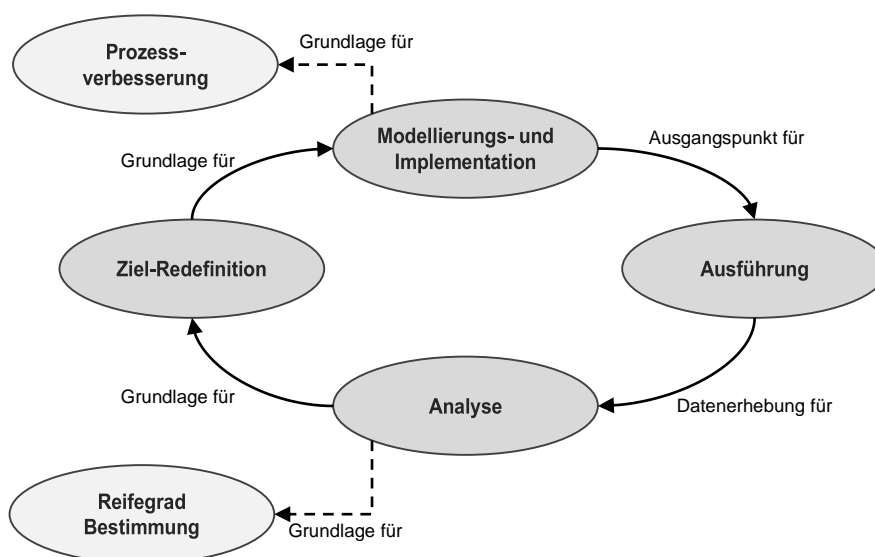 Prozess-
verbesserung
Grundlage für
Modellierungs- und
Implementation
Ausgangspunkt für
Grundlage für
Ziel-Redefinition
Ausführung
Grundlage für
Analyse
Datenerhebung für
Reifegrad
Bestimmung
Grundlage für